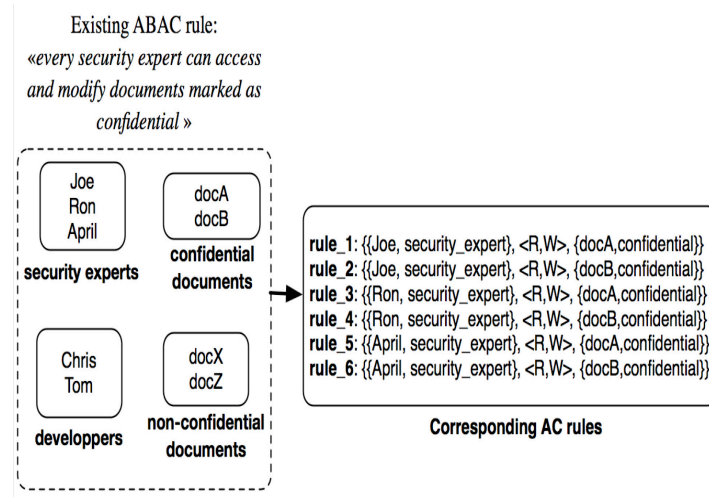 Existing ABAC rule:
«every security expert can access
and modify documents marked as
confidential »
Joe
Ron
April
security experts
docA
docB
confidential
documents
Chris
Tom
developpers
docX
docZ
non-confidential
documents
rule_1: {{Joe, security_expert}, <R,W>, {docA,confidential}}
rule_2: {{Joe, security_expert}, <R,W>, {docB,confidential}}
rule_3: {{Ron, security_expert}, <R,W>, {docA,confidential}}
rule_4: {{Ron, security_expert}, <R,W>, {docB,confidential}}
rule_5: {{April, security_expert}, <R,W>, {docA,confidential}}
rule_6: {{April, security_expert}, <R,W>, {docB,confidential}}
Corresponding AC rules